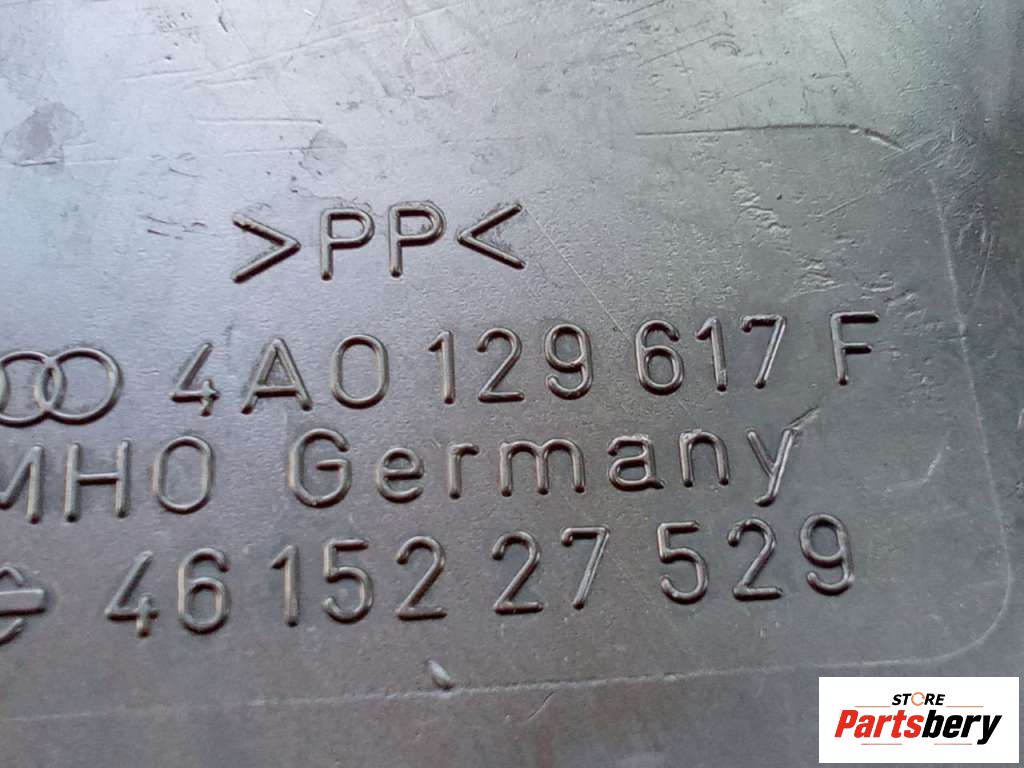 >PP<
4A0 129 617 F
MHO Germany
46 152 27 529
STORE
Partsbery